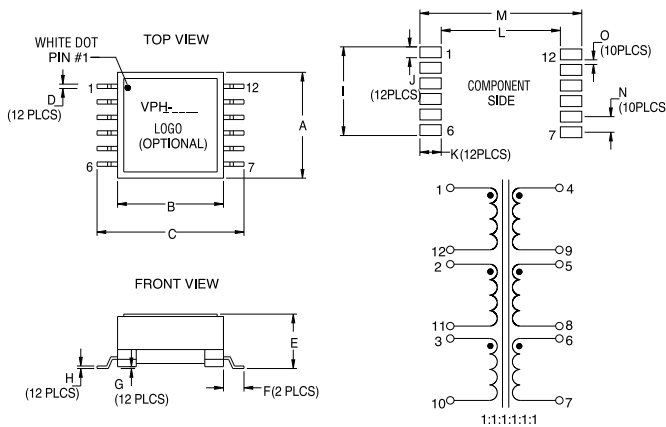 WHITE DOT
PIN #1
TOP VIEW
1
12
D
(12 PLCS)
VPH-____
LOGO
(OPTIONAL)
A
6
7
B
C
M
L
O
(10PLCS)
1
12
J
(12PLCS)
I
COMPONENT
SIDE
N
(10PLCS
6
7
K(12PLCS)
FRONT VIEW
E
H
(12 PLCS)
G
(12 PLCS)
F(2 PLCS)
1
4
12
9
2
5
11
8
3
6
10
7
1:1:1:1:1:1